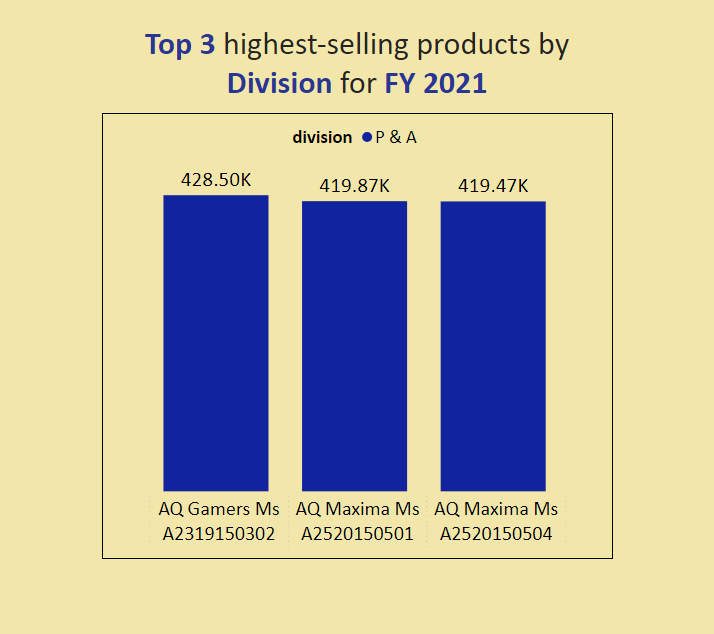 Top 3 highest-selling products by
Division for FY 2021
division P & A
428.50K
419.87K
419.47K
AQ Gamers Ms AQ Maxima Ms AQ Maxima Ms
A2319150302 A2520150501 A2520150504